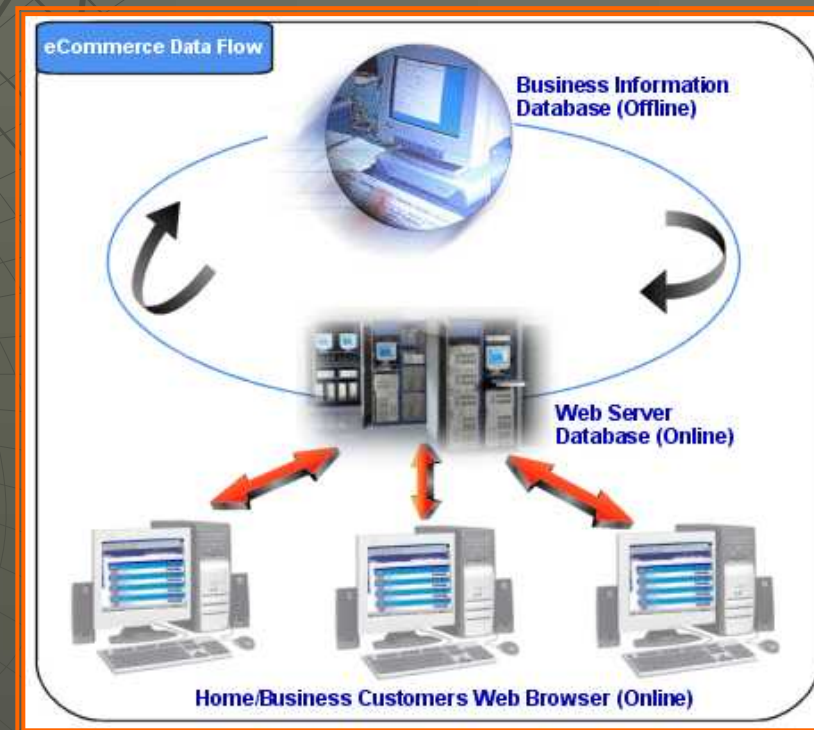 eCommerce Data Flow
Business Information
Database (Offline)
Web Server
Database (Online)
Home/Business Customers Web Browser (Online)